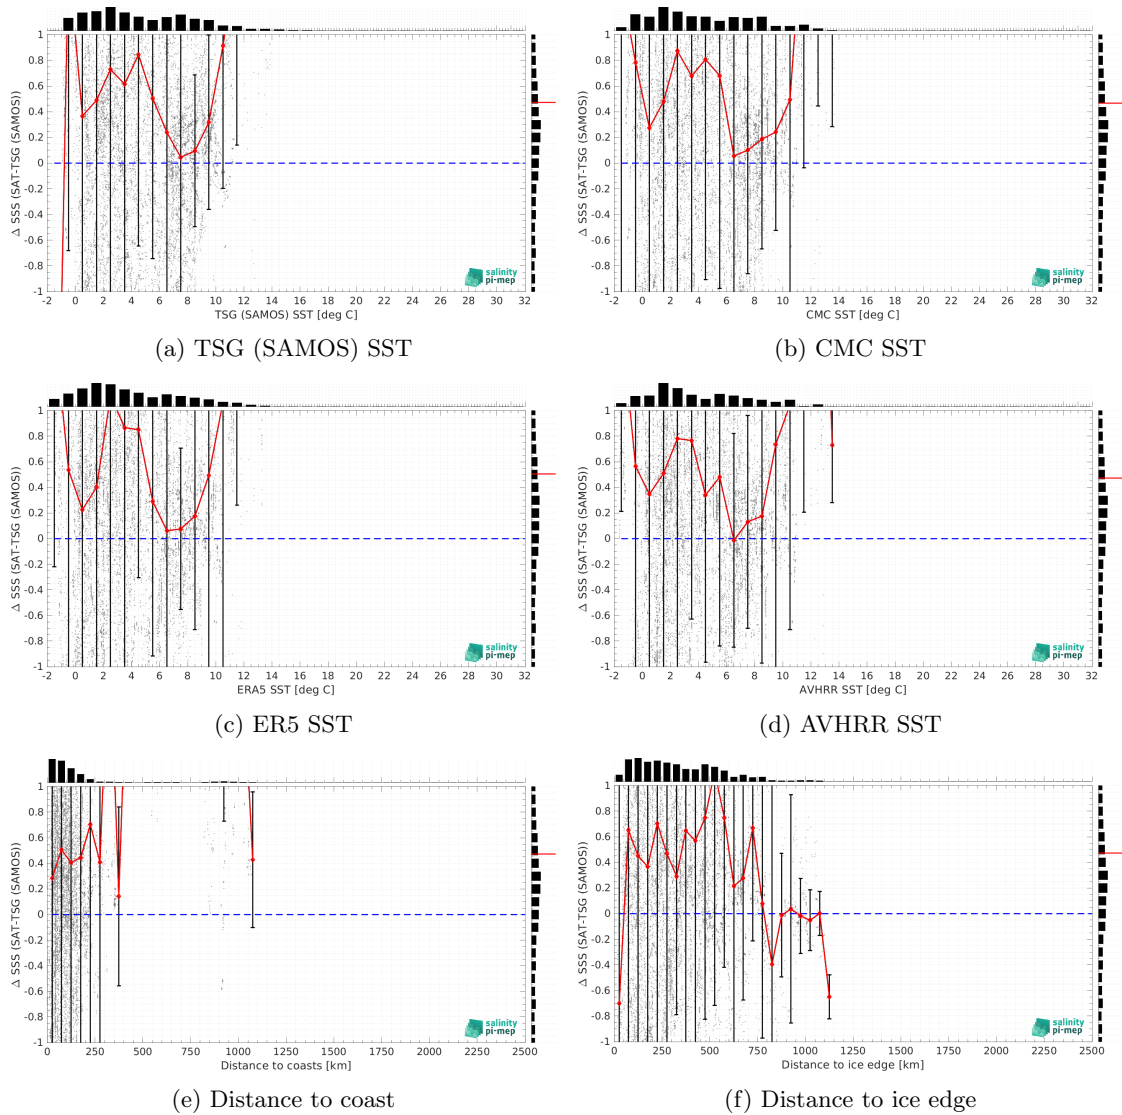 1
0.8
0.6
0.4
0.2
0
-0.2
-0.4
-0.6
-0.8
-1
Δ SSS (SAT-TSG (SAMOS))
salinity
pi-mep
-2 0 2 4 6 8 10 12 14 16 18 20 22 24 26 28 30 32
TSG (SAMOS) SST [deg C]
(a) TSG (SAMOS) SST
1
0.8
0.6
0.4
0.2
0
-0.2
-0.4
-0.6
-0.8
-1
Δ SSS (SAT-TSG (SAMOS))
salinity
pi-mep
-2 0 2 4 6 8 10 12 14 16 18 20 22 24 26 28 30 32
CMC SST [deg C]
(b) CMC SST
1
0.8
0.6
0.4
0.2
0
-0.2
-0.4
-0.6
-0.8
-1
Δ SSS (SAT-TSG (SAMOS))
salinity
pi-mep
-2 0 2 4 6 8 10 12 14 16 18 20 22 24 26 28 30 32
ERA5 SST [deg C]
(c) ER5 SST
1
0.8
0.6
0.4
0.2
0
-0.2
-0.4
-0.6
-0.8
-1
Δ SSS (SAT-TSG (SAMOS))
salinity
pi-mep
-2 0 2 4 6 8 10 12 14 16 18 20 22 24 26 28 30 32
AVHRR SST [deg C]
(d) AVHRR SST
1
0.8
0.6
0.4
0.2
0
-0.2
-0.4
-0.6
-0.8
-1
Δ SSS (SAT-TSG (SAMOS))
salinity
pi-mep
0 250 500 750 1000 1250 1500 1750 2000 2250 2500
Distance to coasts [km]
(e) Distance to coast
1
0.8
0.6
0.4
0.2
0
-0.2
-0.4
-0.6
-0.8
-1
Δ SSS (SAT-TSG (SAMOS))
salinity
pi-mep
0 250 500 750 1000 1250 1500 1750 2000 2250 2500
Distance to ice edge [km]
(f) Distance to ice edge